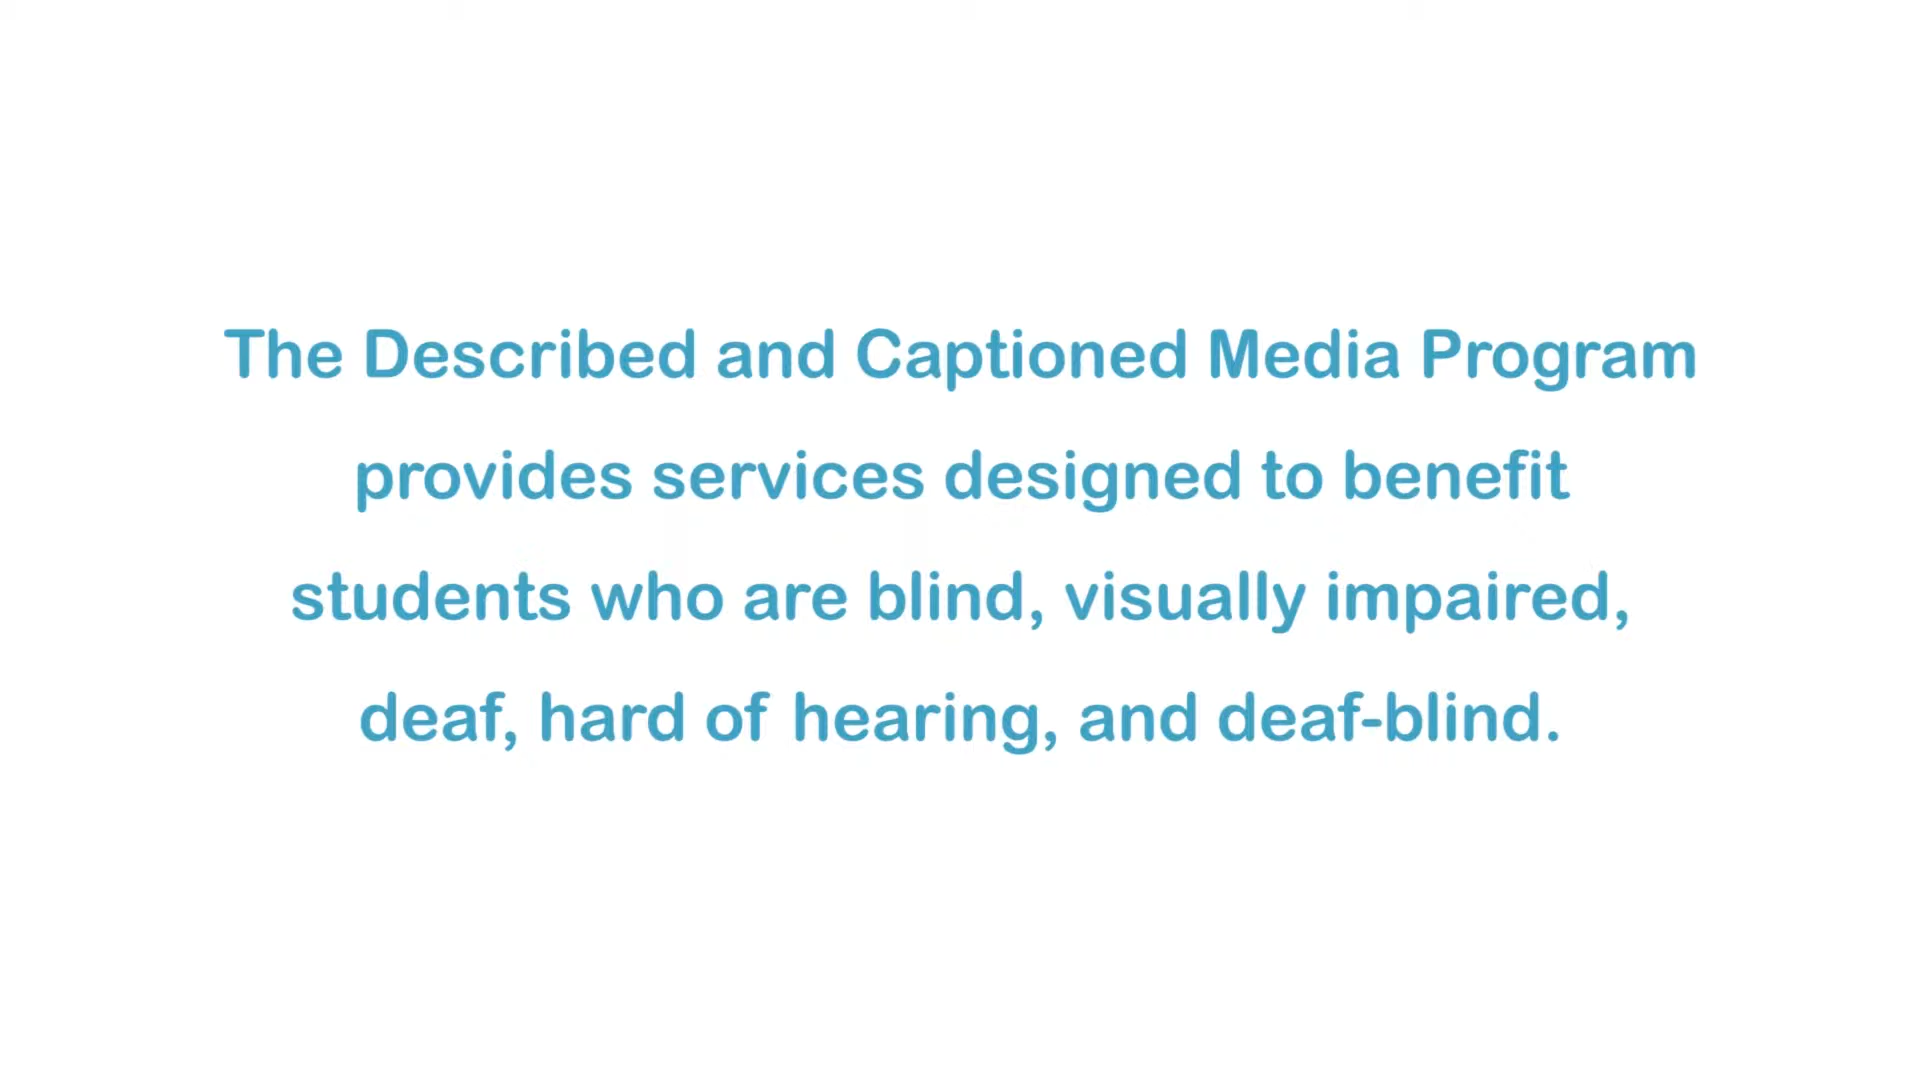 The Described and Captioned Media Program
provides services designed to benefit
students who are blind, visually impaired,
deaf, hard of hearing, and deaf-blind.